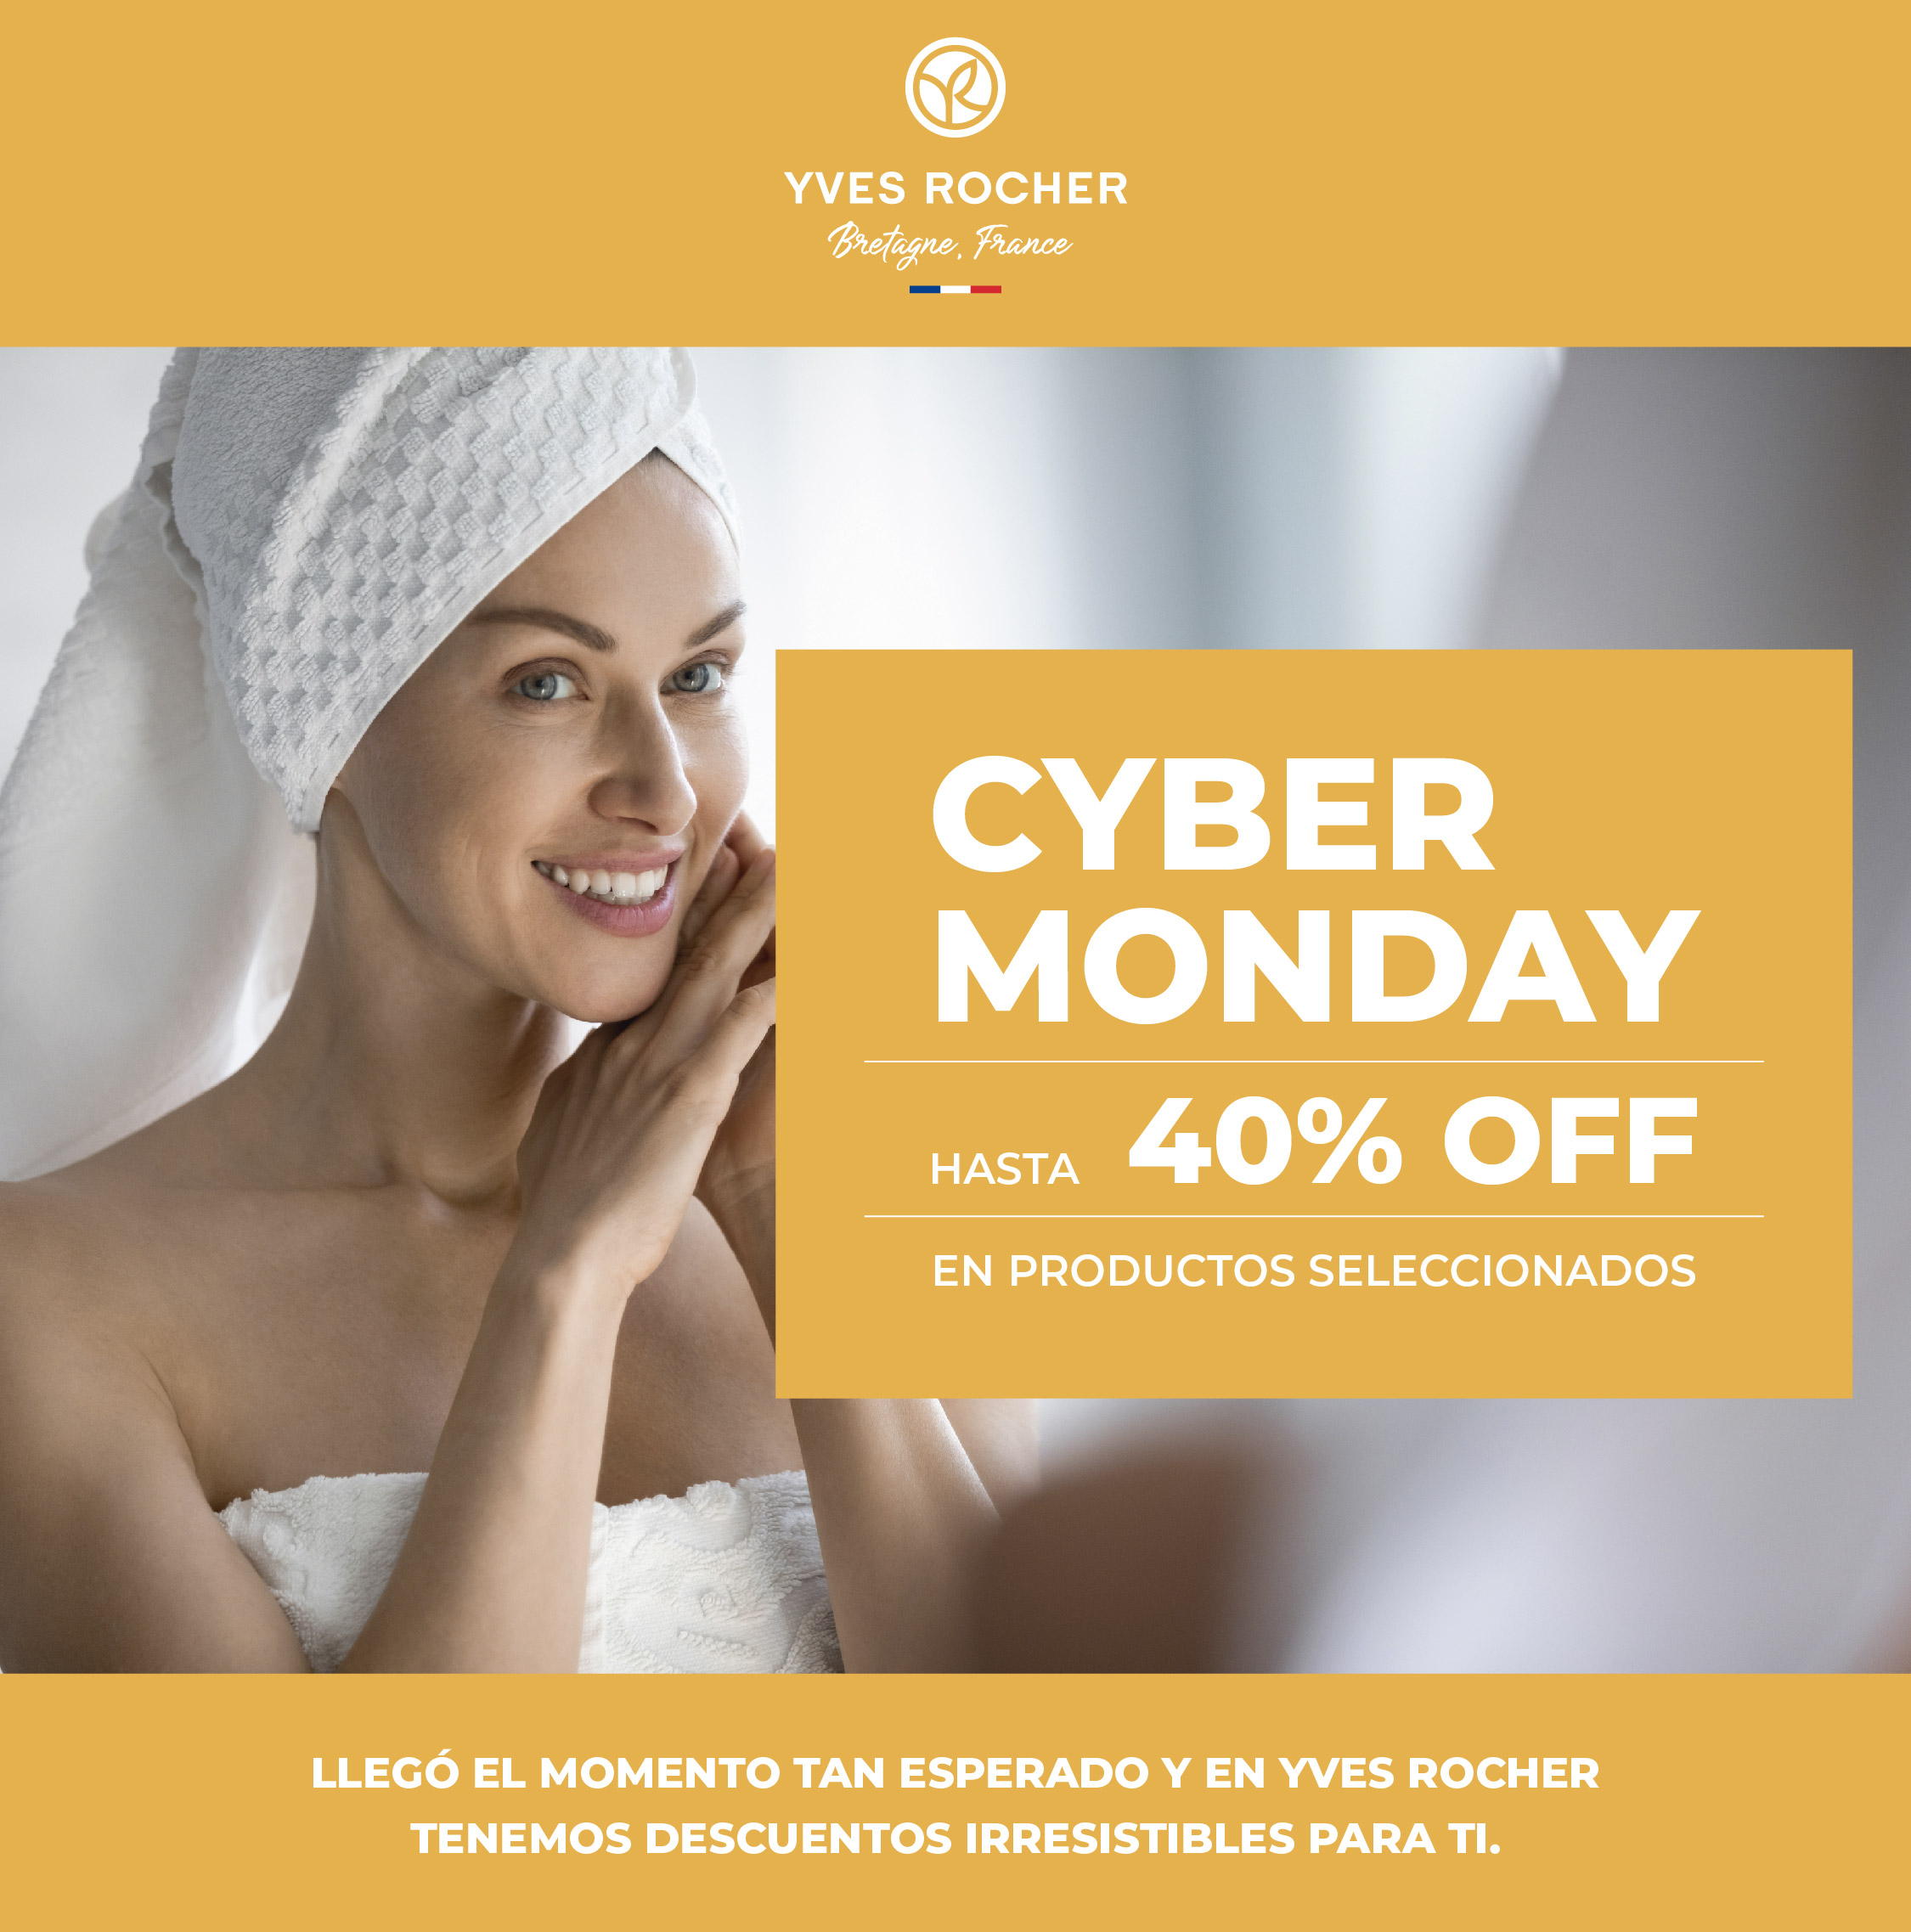 YVES ROCHER
Bretagne, France
CYBER
MONDAY
HASTA 40% OFF
EN PRODUCTOS SELECCIONADOS
LLEGÓ EL MOMENTO TAN ESPERADO Y EN YVES ROCHER
TENEMOS DESCUENTOS IRRESISTIBLES PARA TI.